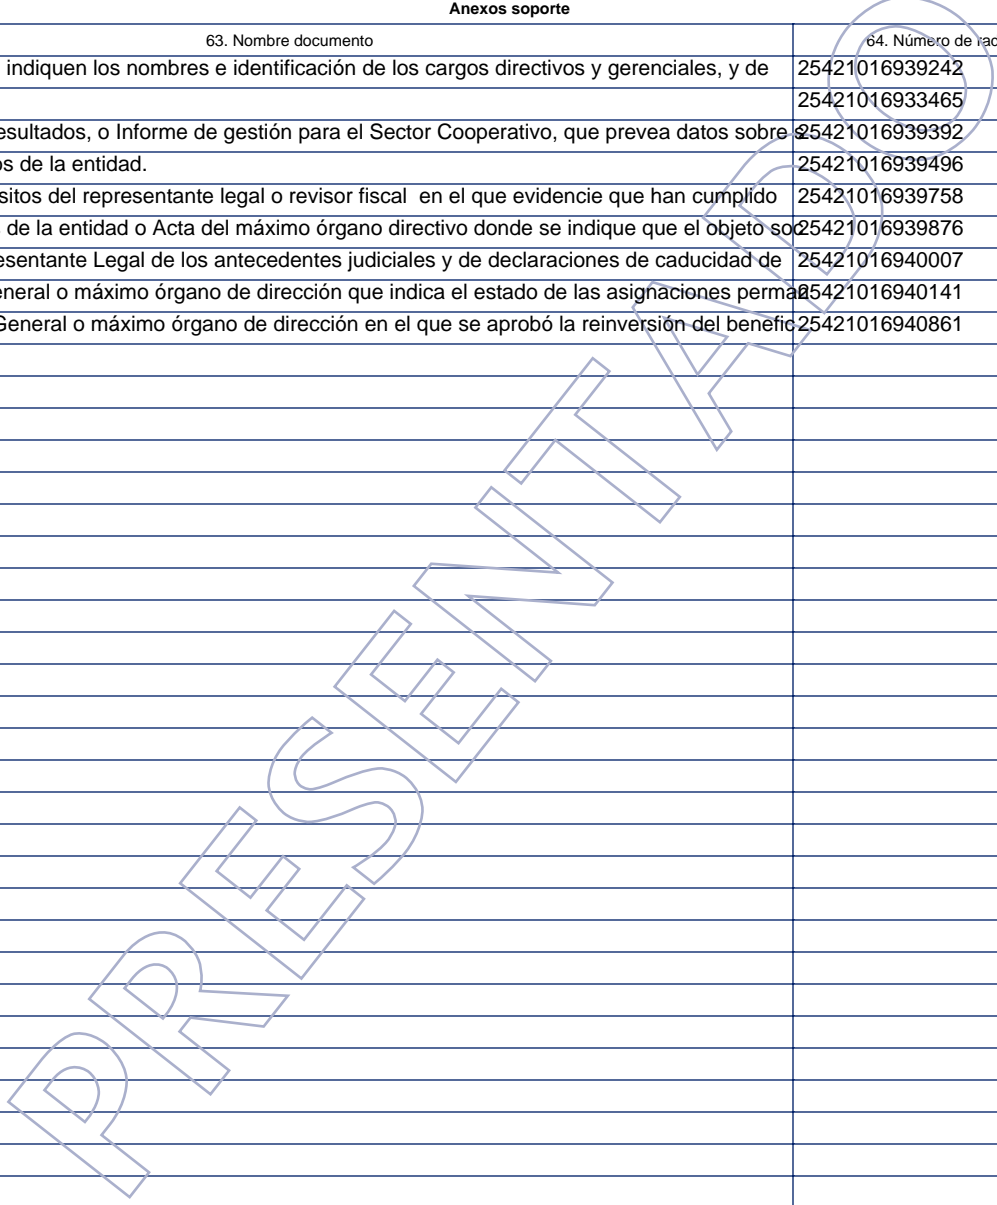 Anexos soporte
63. Nombre documento 64. Número de rad
indiquen los nombres e identificación de los cargos directivos y gerenciales, y de 25421016939242
25421016933465
esultados, o Informe de gestión para el Sector Cooperativo, que prevea datos sobre s 25421016939392
os de la entidad. 25421016939496
sitos del representante legal o revisor fiscal en el que evidencie que han cumplido 25421016939758
de la entidad o Acta del máximo órgano directivo donde se indique que el objeto soc 25421016939876
esentante Legal de los antecedentes judiciales y de declaraciones de caducidad de 25421016940007
eneral o máximo órgano de dirección que indica el estado de las asignaciones perman 25421016940141
General o máximo órgano de dirección en el que se aprobó la reinversión del benefic 25421016940861
PRESENTADO